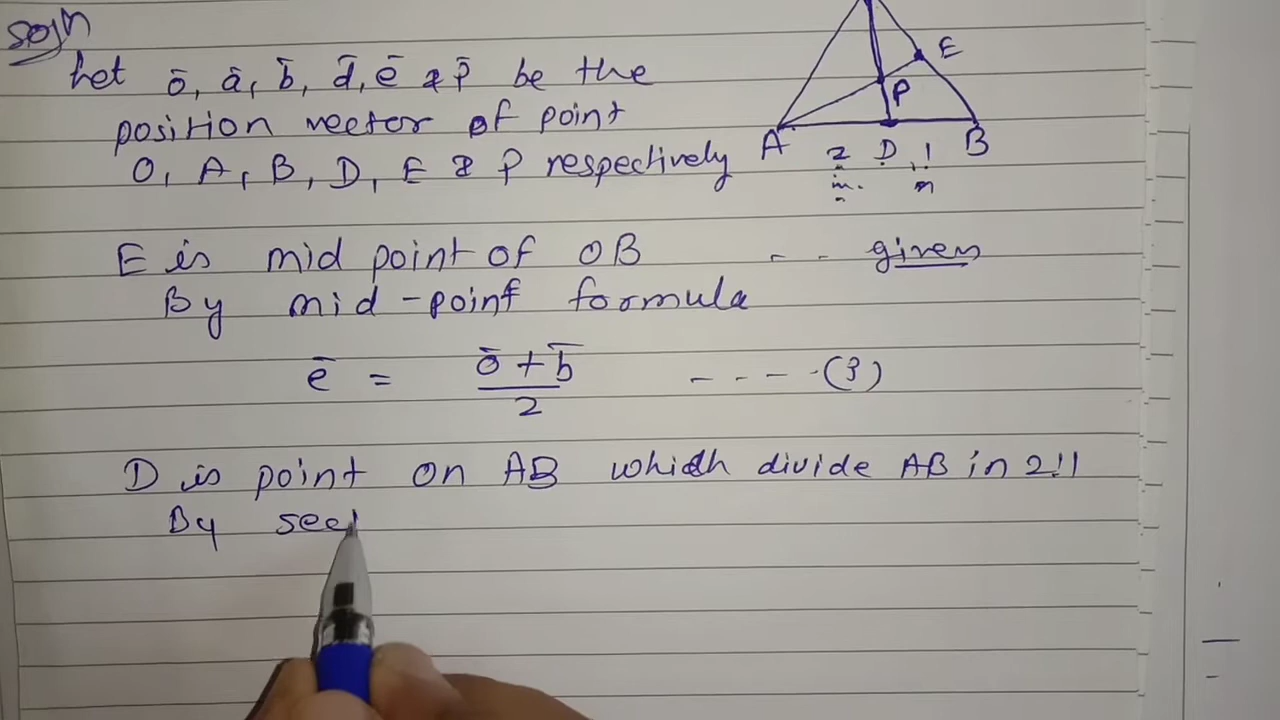 Soln
Let ō, ā, b̄, d̄, ē & p̄ be the
position vector of point
O, A, B, D, E & P respectively
E
P
A
2 D 1
B
m n
E is mid point of OB - - given
By mid-point formula
ē = ō + b̄ - - - - (3)
2
D is point on AB which divide AB in 2:1
By sec